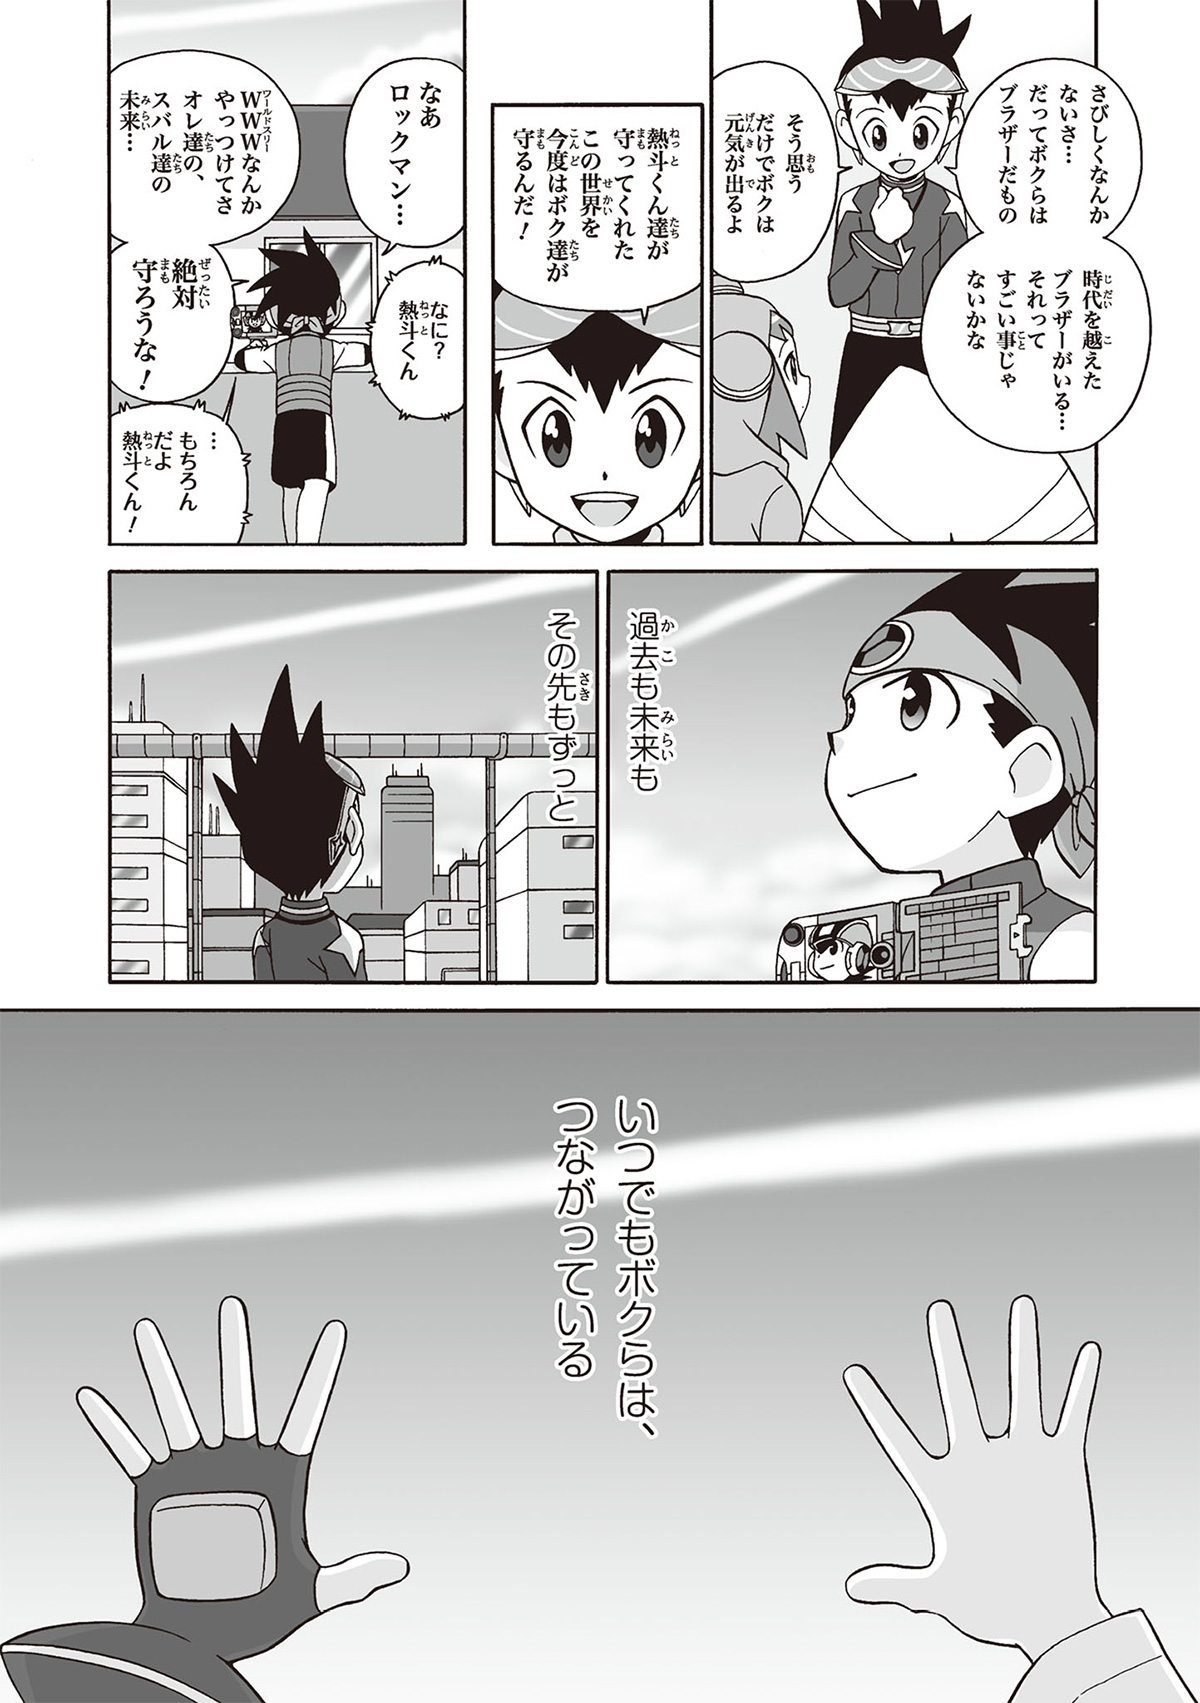 さびしくなんか
ないさ…
だってボクらは
ブラザーだもの
時代を越えた
ブラザーがいる…
それって
すごい事じゃ
ないかな
そう思う
だけでボクは
元気が出るよ
熱斗くん達が
守ってくれた
この世界を
今度はボク達が
守るんだ！
なあ
ロックマン…
なに？
熱斗くん
WWWなんか
やっつけてさ
オレ達の、
スバル達の
未来…
絶対
守ろうな！
…
もちろん
だよ
熱斗くん！
過去も未来も
その先もずっと
いつでもボクらは、
つながっている